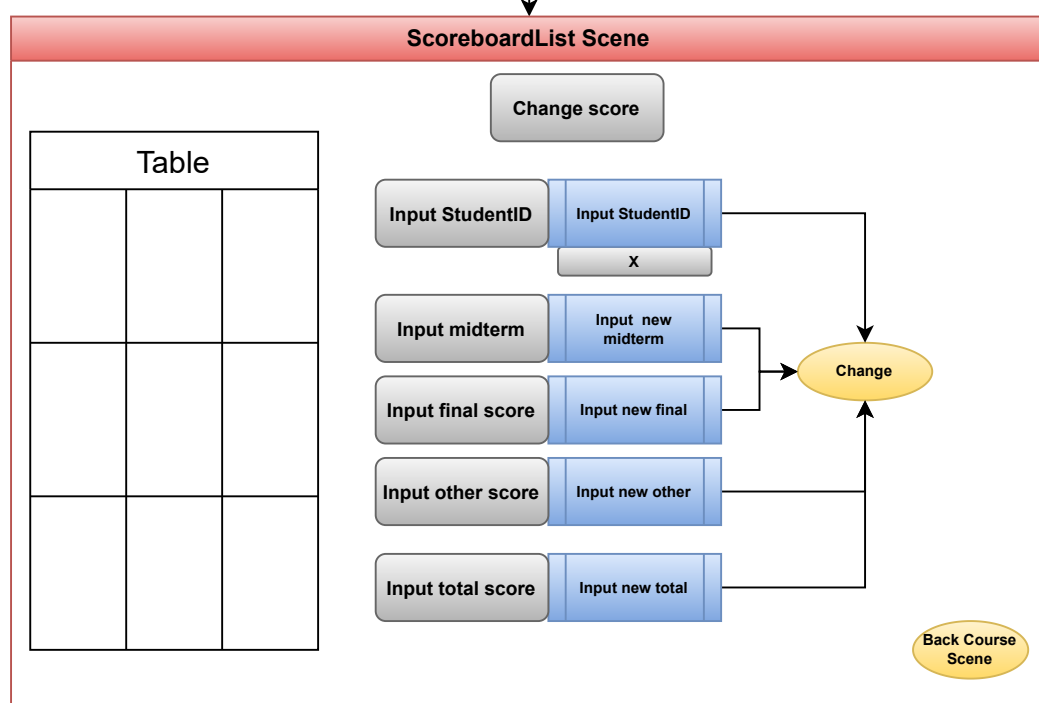 ScoreboardList Scene
Change score
Table
Input StudentID
Input StudentID
X
Input midterm
Input new
midterm
Change
Input final score
Input new final
Input other score
Input new other
Input total score
Input new total
Back Course
Scene